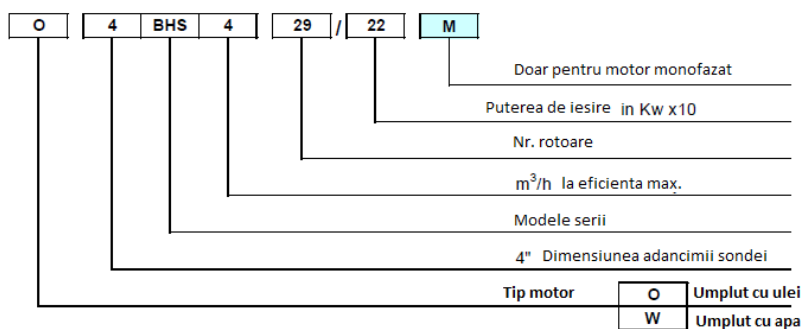 O 4 BHS 4 29 / 22 M
Doar pentru motor monofazat
Puterea de iesire in Kw x10
Nr. rotoare
m³/h la eficienta max.
Modele serii
4" Dimensiunea adancimii sondei
Tip motor O Umplut cu ulei
W Umplut cu apa